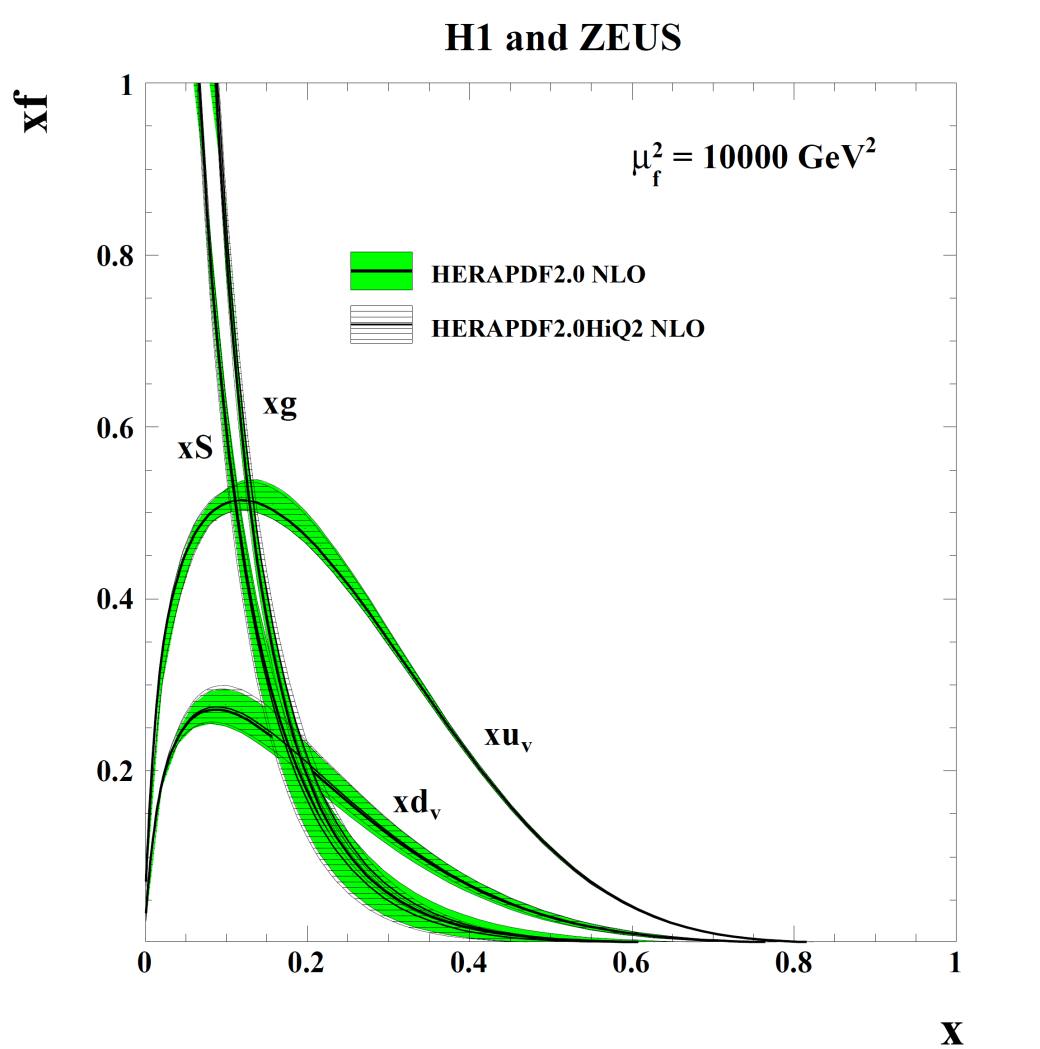 H1 and ZEUS
xf
1
μ_f^2 = 10000 GeV^2
0.8
HERAPDF2.0 NLO
HERAPDF2.0HiQ2 NLO
0.6
xg
xS
0.4
xu_v
0.2
xd_v
0 0.2 0.4 0.6 0.8 1
x